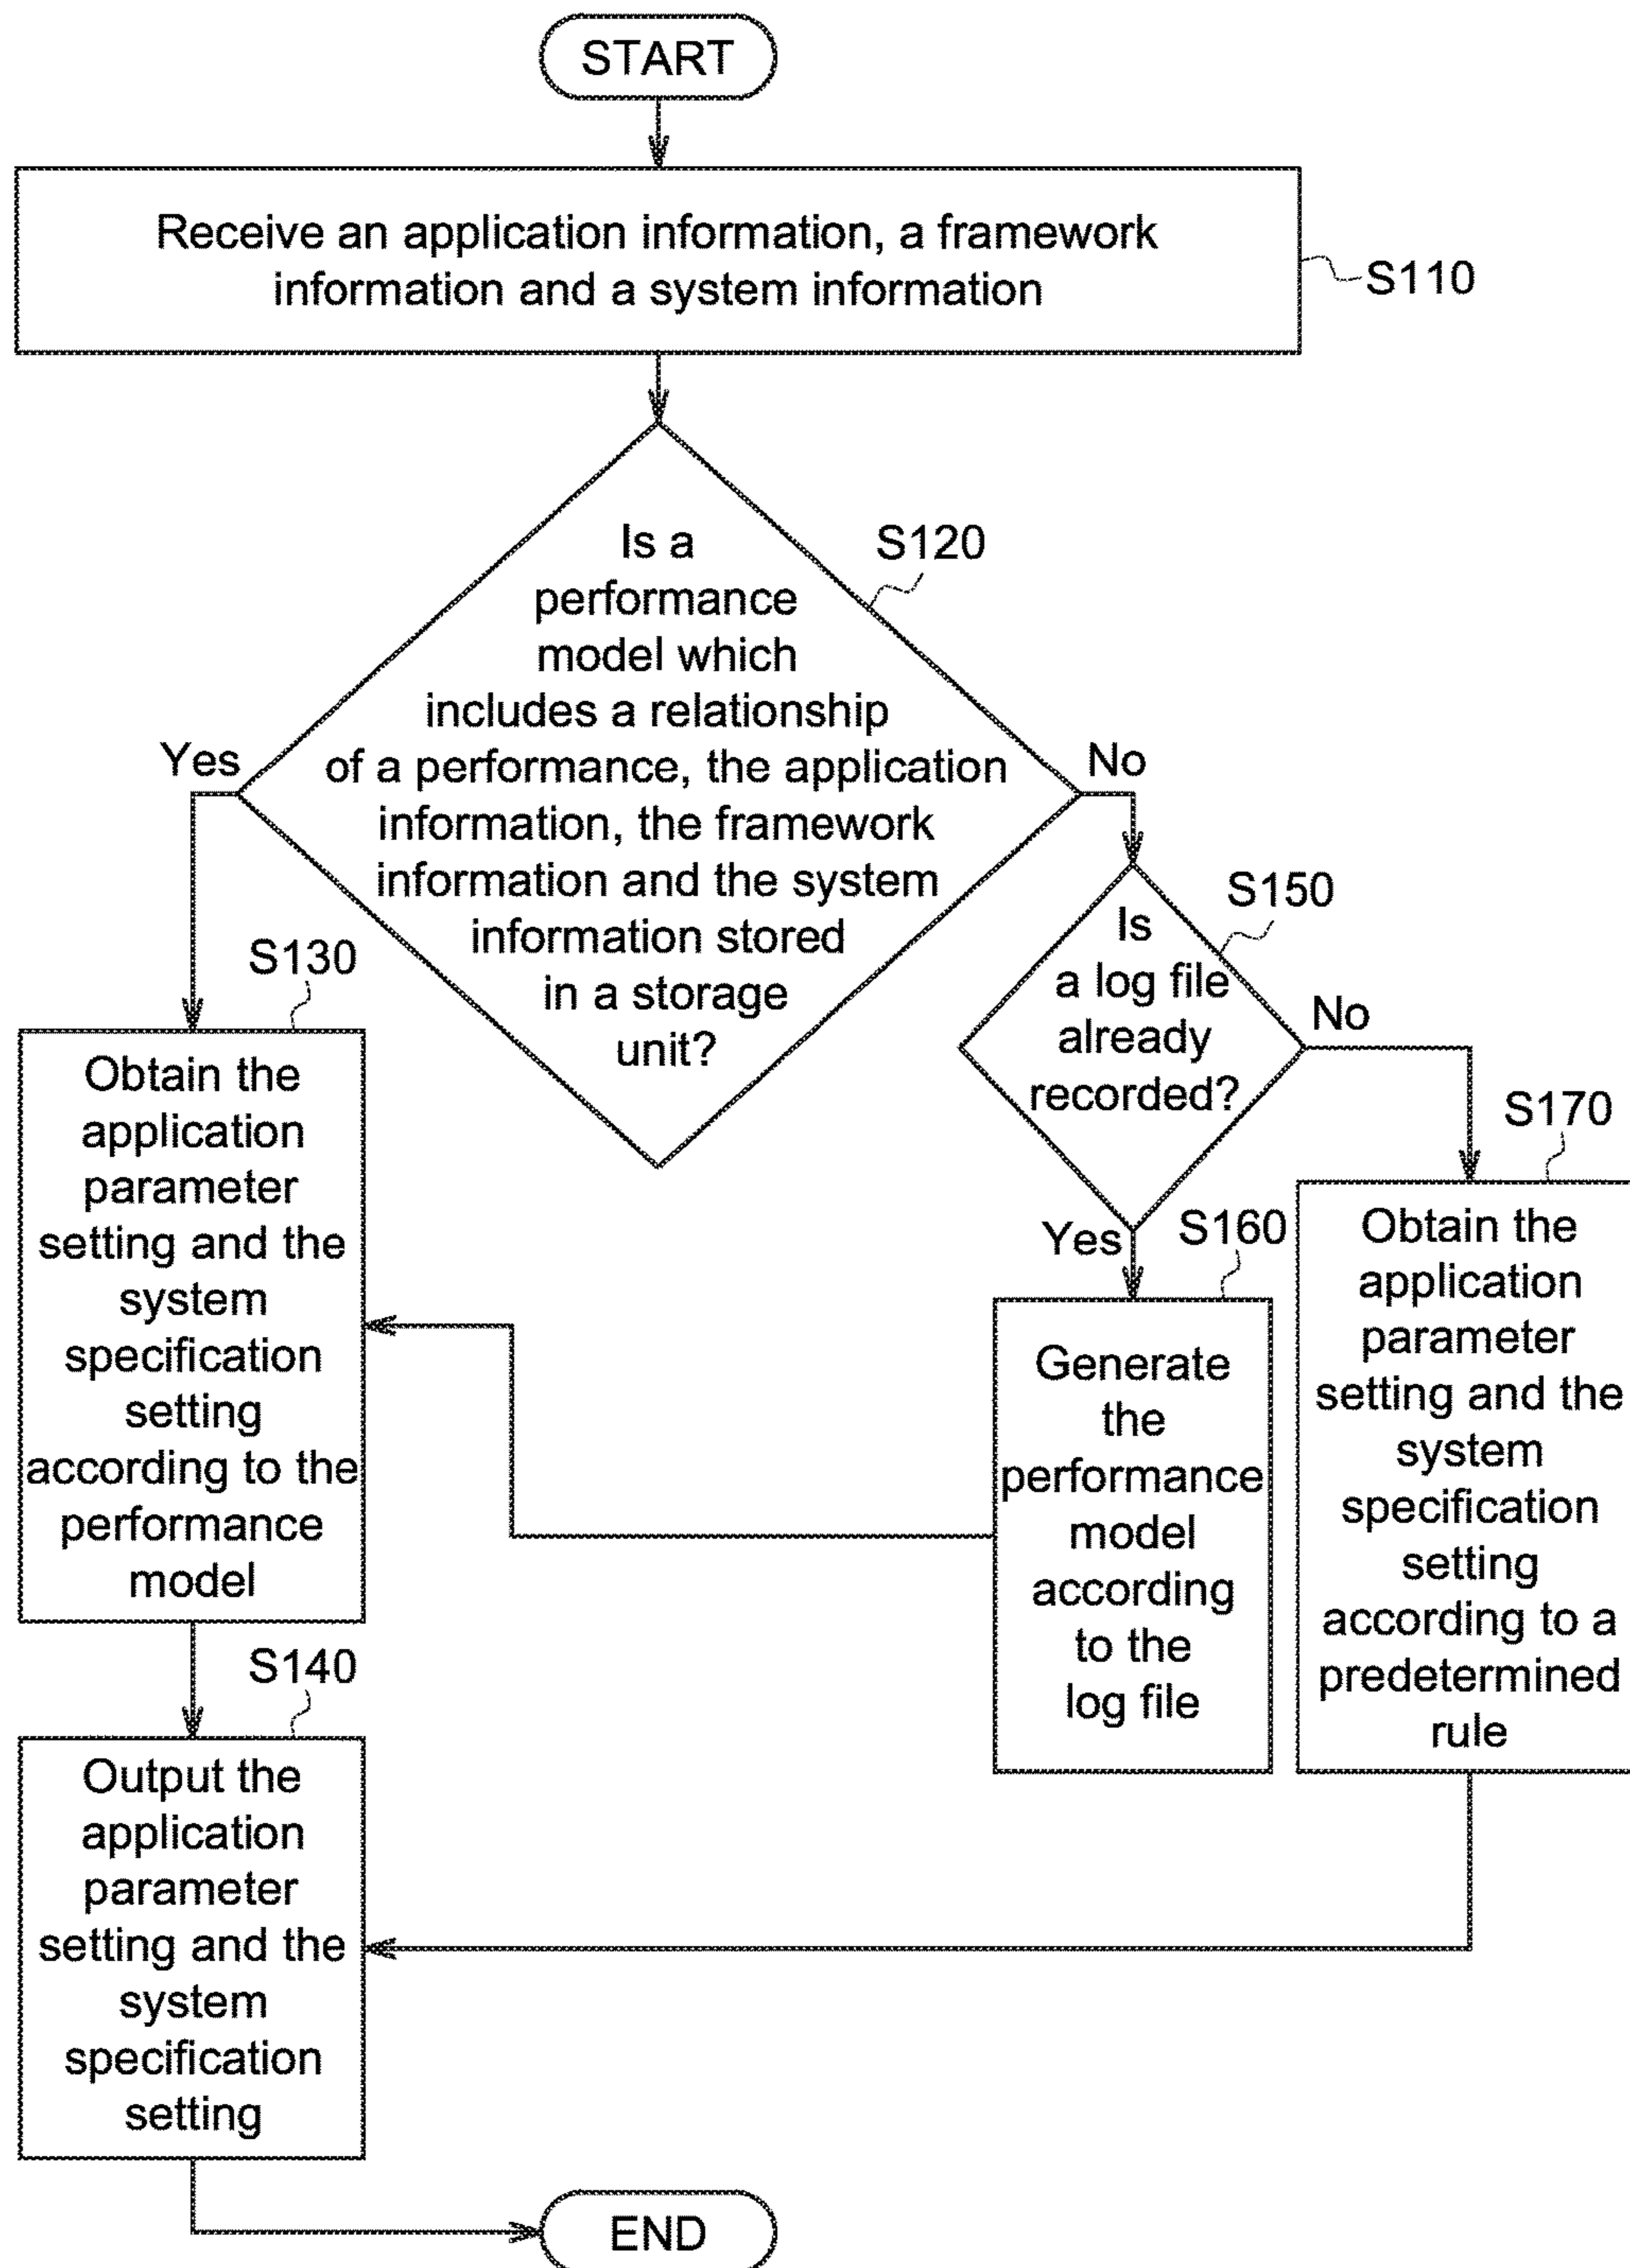 START
Receive an application information, a framework
information and a system information
S110
S120
Is a
performance
model which
includes a relationship
of a performance, the application
information, the framework
information and the system
information stored
in a storage
unit?
Yes
No
S130
Obtain the
application
parameter
setting and the
system
specification
setting
according to the
performance
model
S150
Is
a log file
already
recorded?
No
Yes
S160
Generate
the
performance
model
according
to the
log file
S170
Obtain the
application
parameter
setting and the
system
specification
setting
according to a
predetermined
rule
S140
Output the
application
parameter
setting and the
system
specification
setting
END